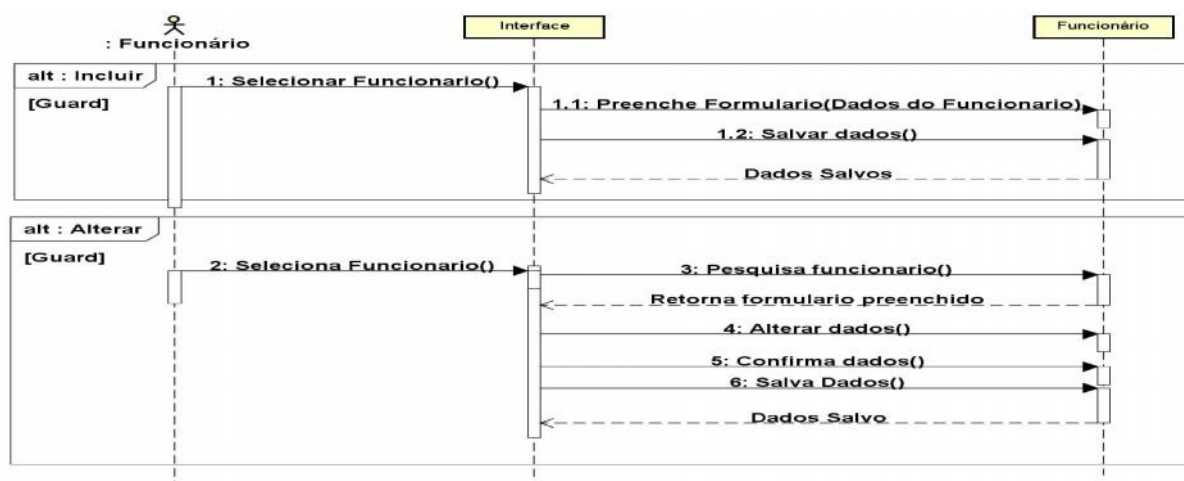 : Funcionário
Interface
Funcionário
alt : Incluir
[Guard]
1: Selecionar Funcionario()
1.1: Preenche Formulario(Dados do Funcionario)
1.2: Salvar dados()
Dados Salvos
alt : Alterar
[Guard]
2: Seleciona Funcionario()
3: Pesquisa funcionario()
Retorna formulario preenchido
4: Alterar dados()
5: Confirma dados()
6: Salva Dados()
Dados Salvo